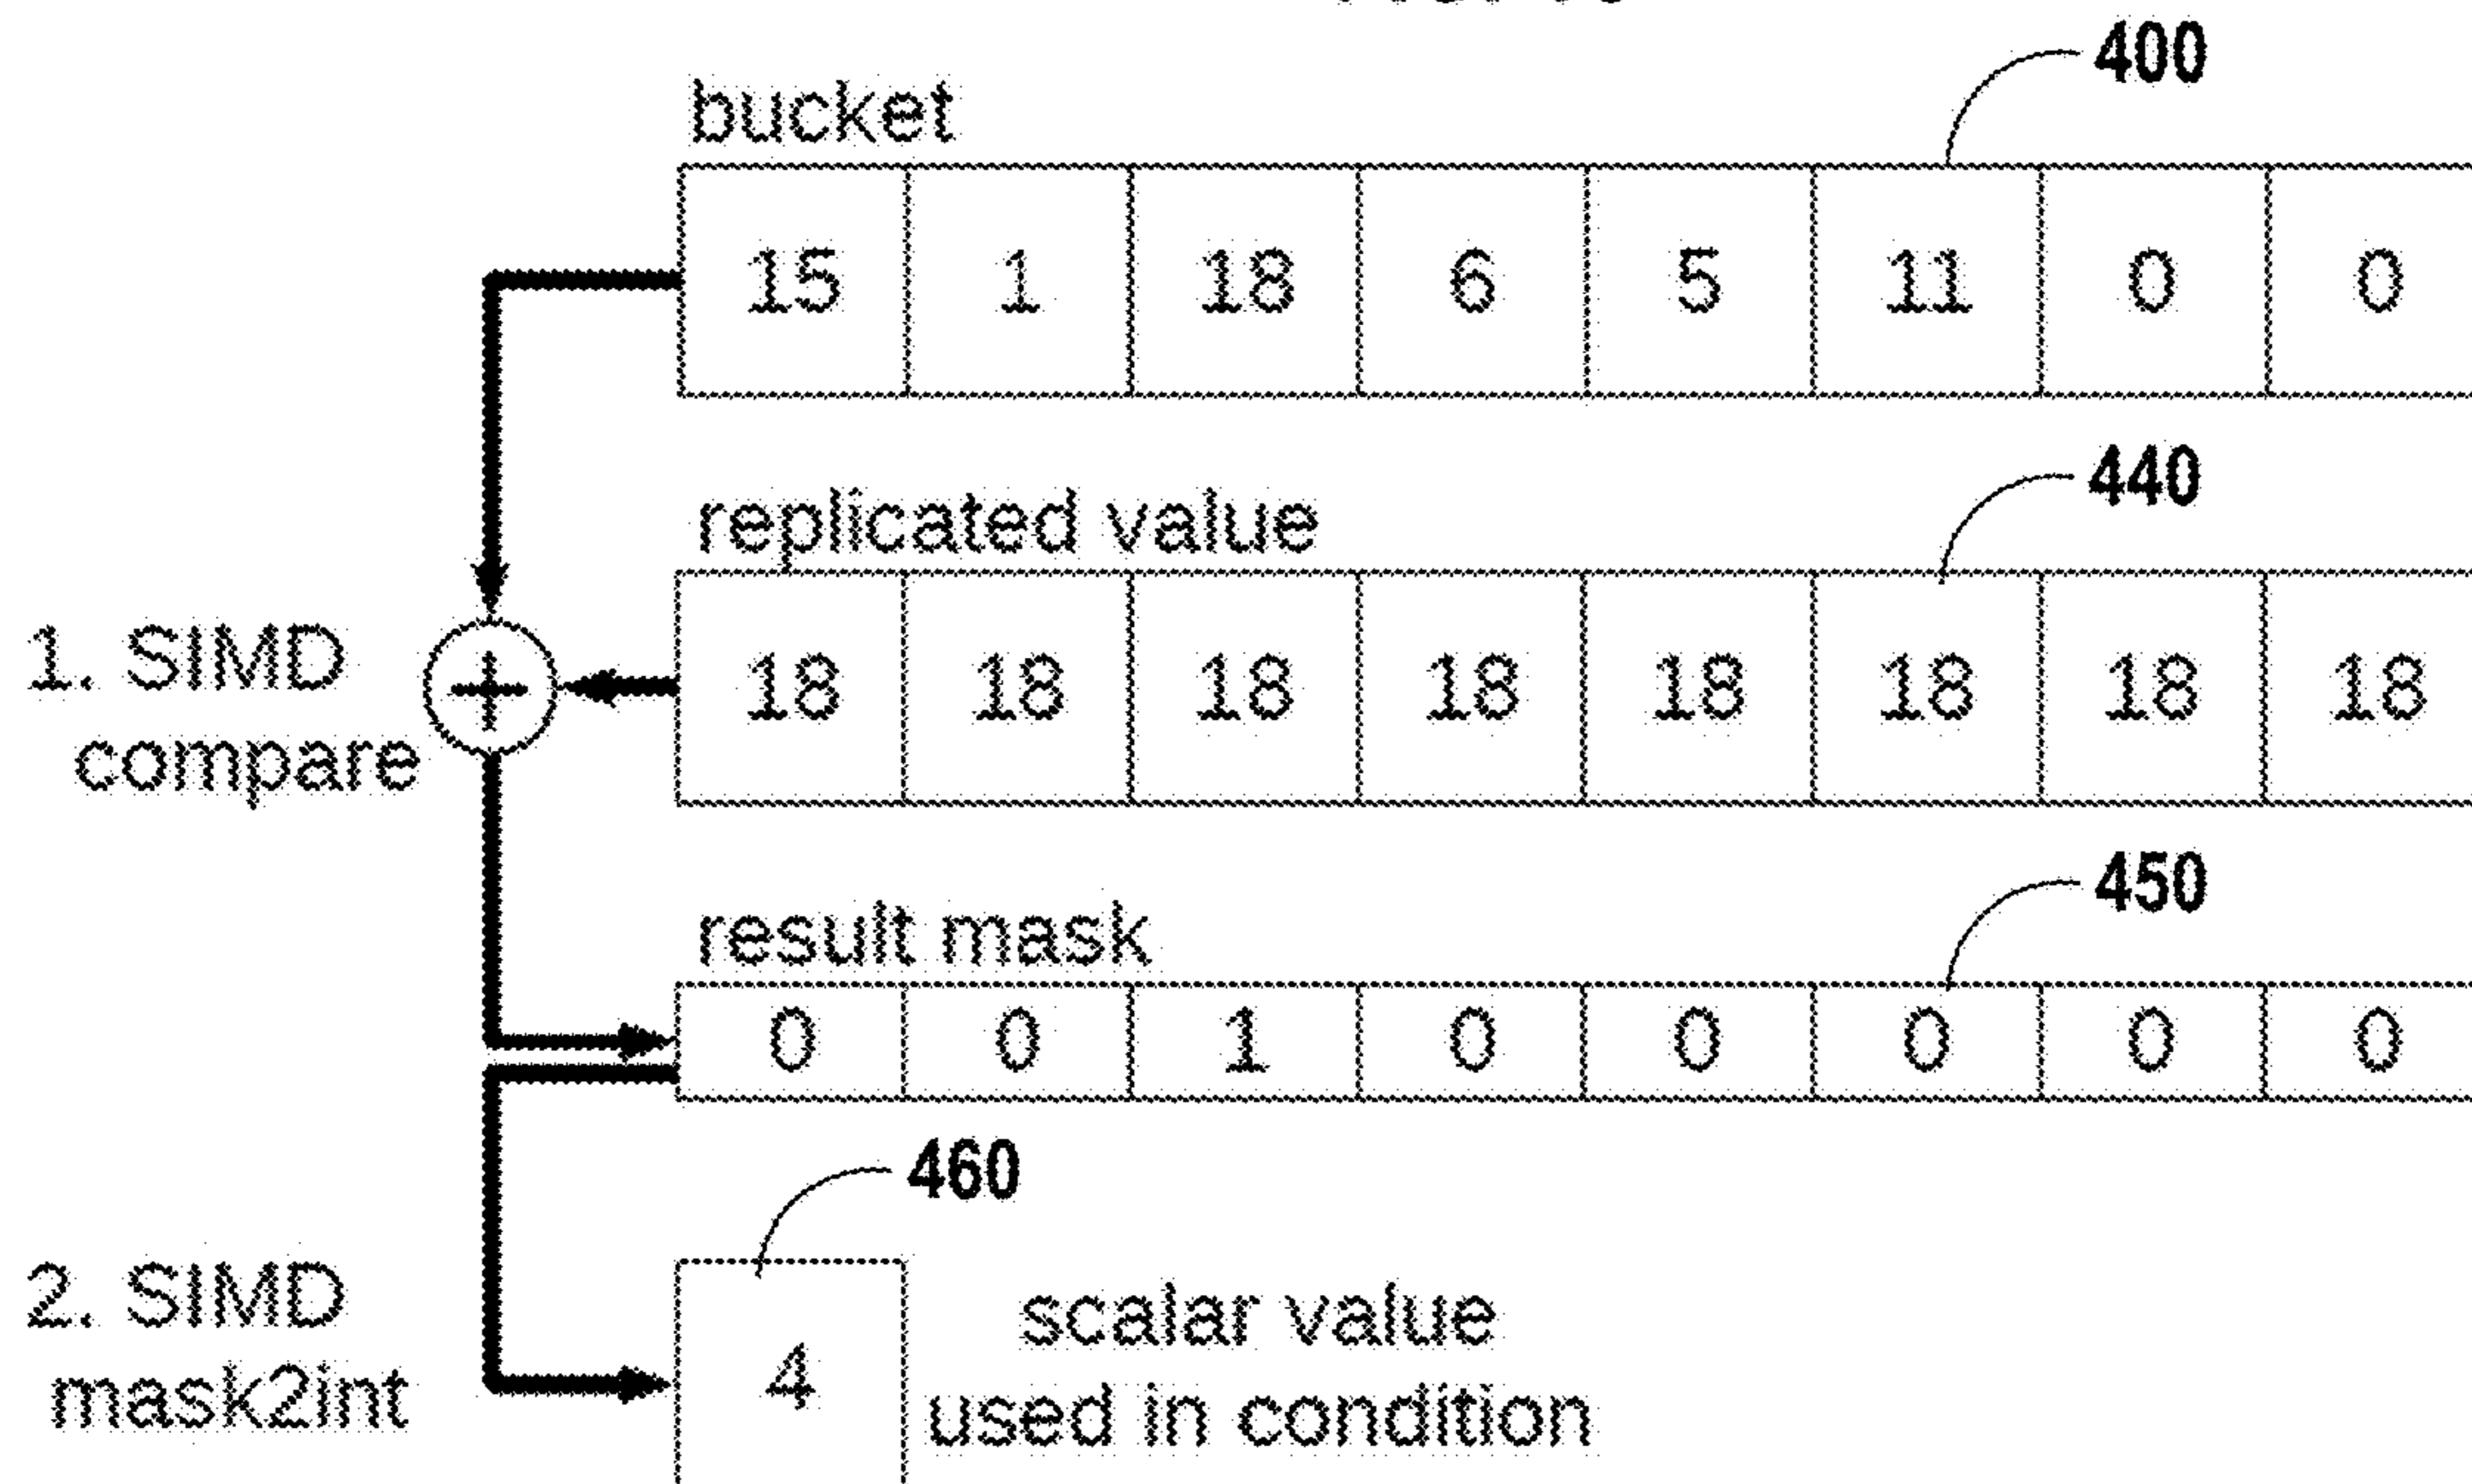 400
bucket
15 1 18 6 5 11 0 0
440
replicated value
1. SIMD
compare
18 18 18 18 18 18 18 18
450
result mask
0 0 1 0 0 0 0 0
460
2. SIMD
mask2int
4
scalar value
used in condition